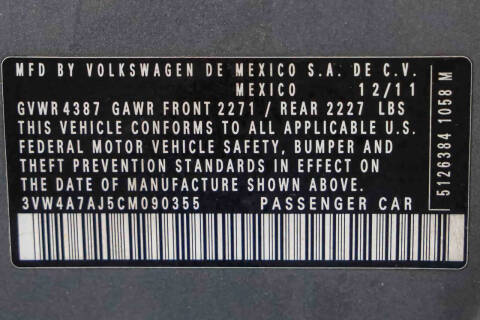 MFD BY VOLKSWAGEN DE MEXICO S.A. DE C.V.
MEXICO 12/11
GVWR 4387 GAWR FRONT 2271 / REAR 2227 LBS
THIS VEHICLE CONFORMS TO ALL APPLICABLE U.S.
FEDERAL MOTOR VEHICLE SAFETY, BUMPER AND
THEFT PREVENTION STANDARDS IN EFFECT ON
THE DATE OF MANUFACTURE SHOWN ABOVE.
3VW4A7AJ5CM090355 PASSENGER CAR
5126384 1058 M